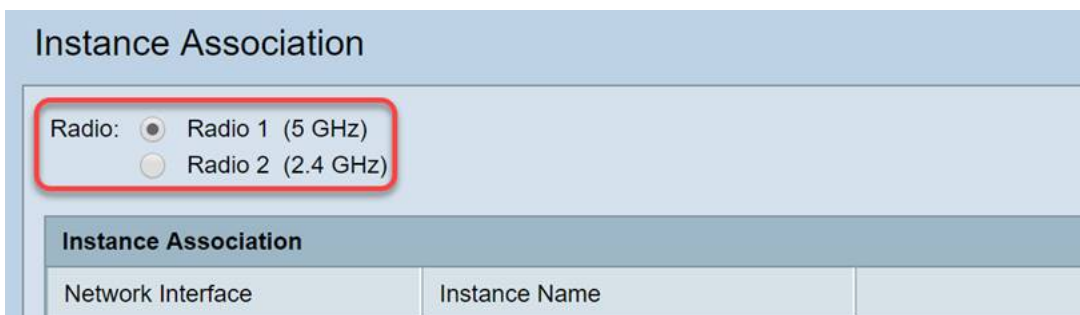 Instance Association
Radio: Radio 1 (5 GHz)
Radio 2 (2.4 GHz)
Instance Association
Network Interface Instance Name